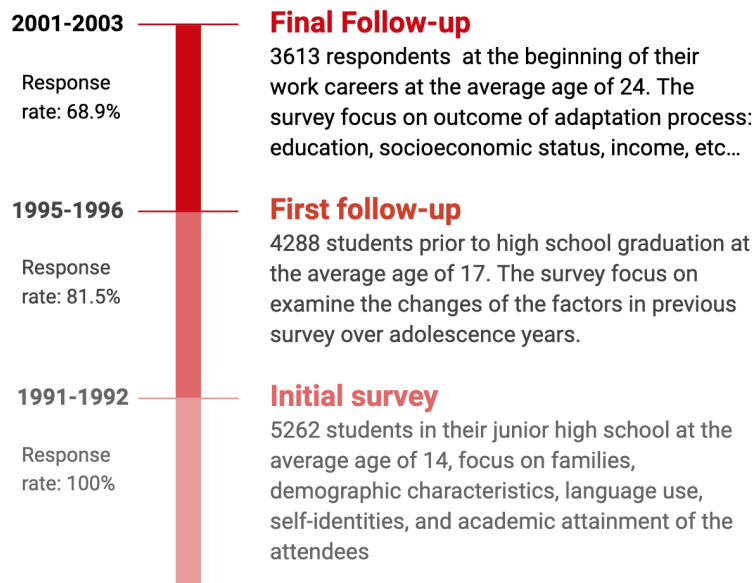 2001-2003
Final Follow-up
3613 respondents  at the beginning of their
work careers at the average age of 24. The
survey focus on outcome of adaptation process:
education, socioeconomic status, income, etc...
Response
rate: 68.9%
1995-1996
First follow-up
4288 students prior to high school graduation at
the average age of 17. The survey focus on
examine the changes of the factors in previous
survey over adolescence years.
Response
rate: 81.5%
1991-1992
Initial survey
5262 students in their junior high school at the
average age of 14, focus on families,
demographic characteristics, language use,
self-identities, and academic attainment of the
attendees
Response
rate: 100%